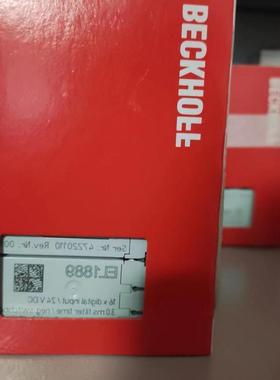 BECKHOFF
Ser Nr.: 47220110 Rev.Nr.: 00
EL1889
16 x digital input / 24 V DC
3.0 ms filter time / neg.